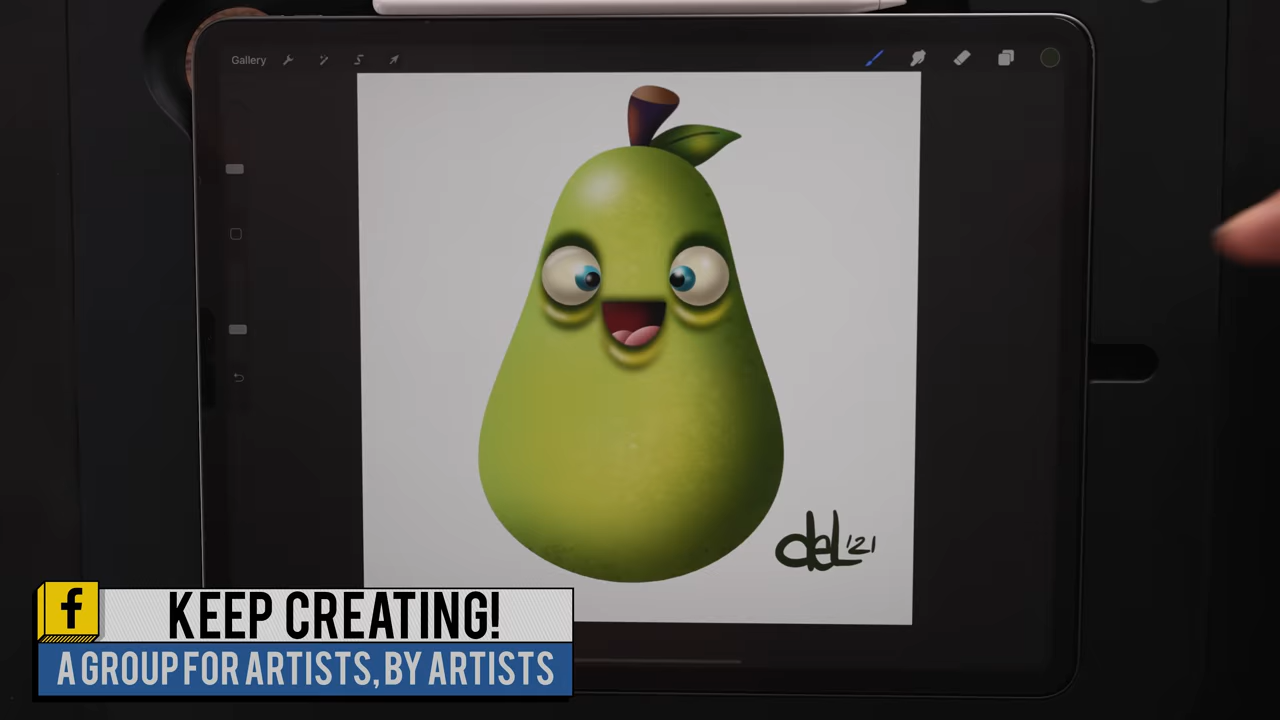 Gallery
deL '21
f
KEEP CREATING!
A GROUP FOR ARTISTS, BY ARTISTS